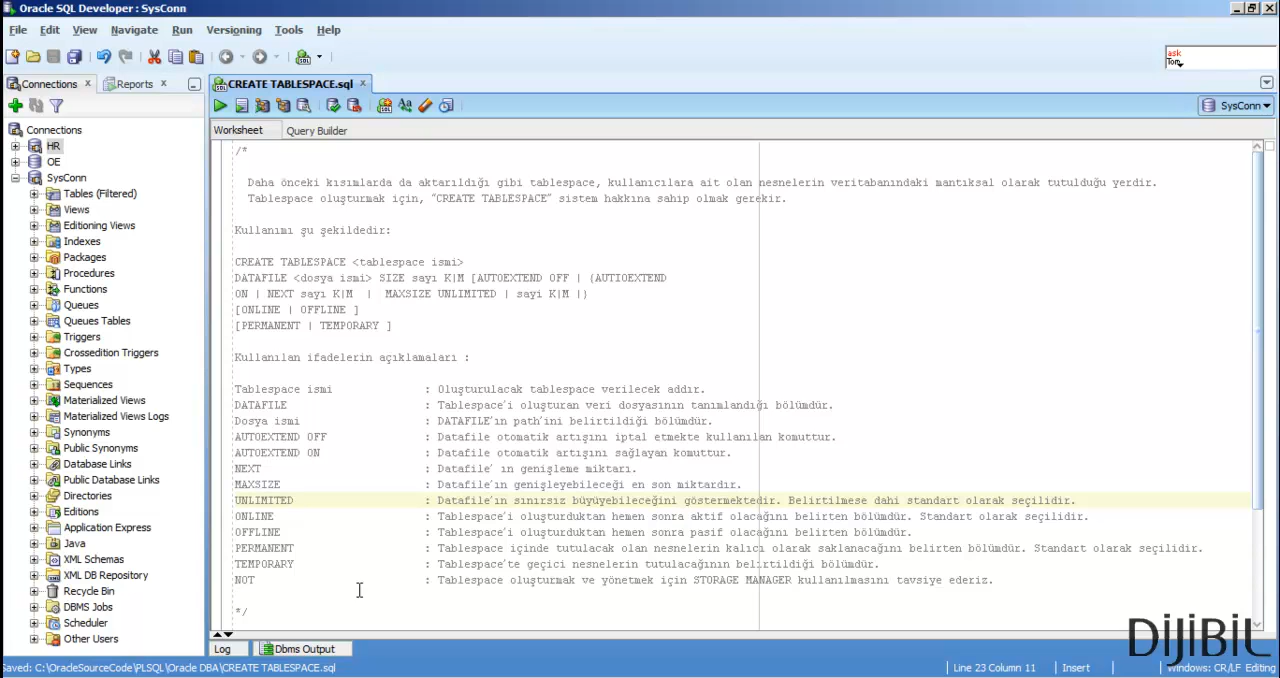 Oracle SQL Developer : SysConn
File Edit View Navigate Run Versioning Tools Help
ask
Tom
Connections Reports
CREATE TABLESPACE.sql
SysConn
Worksheet Query Builder
Connections
HR
OE
SysConn
Tables (Filtered)
Views
Editioning Views
Indexes
Packages
Procedures
Functions
Queues
Queues Tables
Triggers
Crossedition Triggers
Types
Sequences
Materialized Views
Materialized Views Logs
Synonyms
Public Synonyms
Database Links
Public Database Links
Directories
Editions
Application Express
Java
XML Schemas
XML DB Repository
Recycle Bin
DBMS Jobs
Scheduler
Other Users
/*
Daha önceki kısımlarda da aktarıldığı gibi tablespace, kullanıcılara ait olan nesnelerin veritabanındaki mantıksal olarak tutulduğu yerdir.
Tablespace oluşturmak için, "CREATE TABLESPACE" sistem hakkına sahip olmak gerekir.
Kullanımı şu şekildedir:
CREATE TABLESPACE <tablespace ismi>
DATAFILE <dosya ismi> SIZE sayı K|M [AUTOEXTEND OFF | {AUTIOEXTEND
ON | NEXT sayı K|M | MAXSIZE UNLIMITED | sayi K|M |}
[ONLINE | OFFLINE ]
[PERMANENT | TEMPORARY ]
Kullanılan ifadelerin açıklamaları :
Tablespace ismi : Oluşturulacak tablespace verilecek addır.
DATAFILE : Tablespace'i oluşturan veri dosyasının tanımlandığı bölümdür.
Dosya ismi : DATAFILE'ın path'ini belirtildiği bölümdür.
AUTOEXTEND OFF : Datafile otomatik artışını iptal etmekte kullanılan komuttur.
AUTOEXTEND ON : Datafile otomatik artışını sağlayan komuttur.
NEXT : Datafile' ın genişleme miktarı.
MAXSIZE : Datafile'ın genişleyebileceği en son miktardır.
UNLIMITED : Datafile'ın sınırsız büyüyebileceğini göstermektedir. Belirtilmese dahi standart olarak seçilidir.
ONLINE : Tablespace'i oluşturduktan hemen sonra aktif olacağını belirten bölümdür. Standart olarak seçilidir.
OFFLINE : Tablespace'i oluşturduktan hemen sonra pasif olacağını belirten bölümdür.
PERMANENT : Tablespace içinde tutulacak olan nesnelerin kalıcı olarak saklanacağını belirten bölümdür. Standart olarak seçilidir.
TEMPORARY : Tablespace'te geçici nesnelerin tutulacağının belirtildiği bölümdür.
NOT : Tablespace oluşturmak ve yönetmek için STORAGE MANAGER kullanılmasını tavsiye ederiz.
*/
Log Dbms Output
DİJİBİL
Saved: C:\OracleSourceCode\PLSQL\Oracle DBA\CREATE TABLESPACE.sql
Line 23 Column 11 Insert Windows: CR/LF Editing